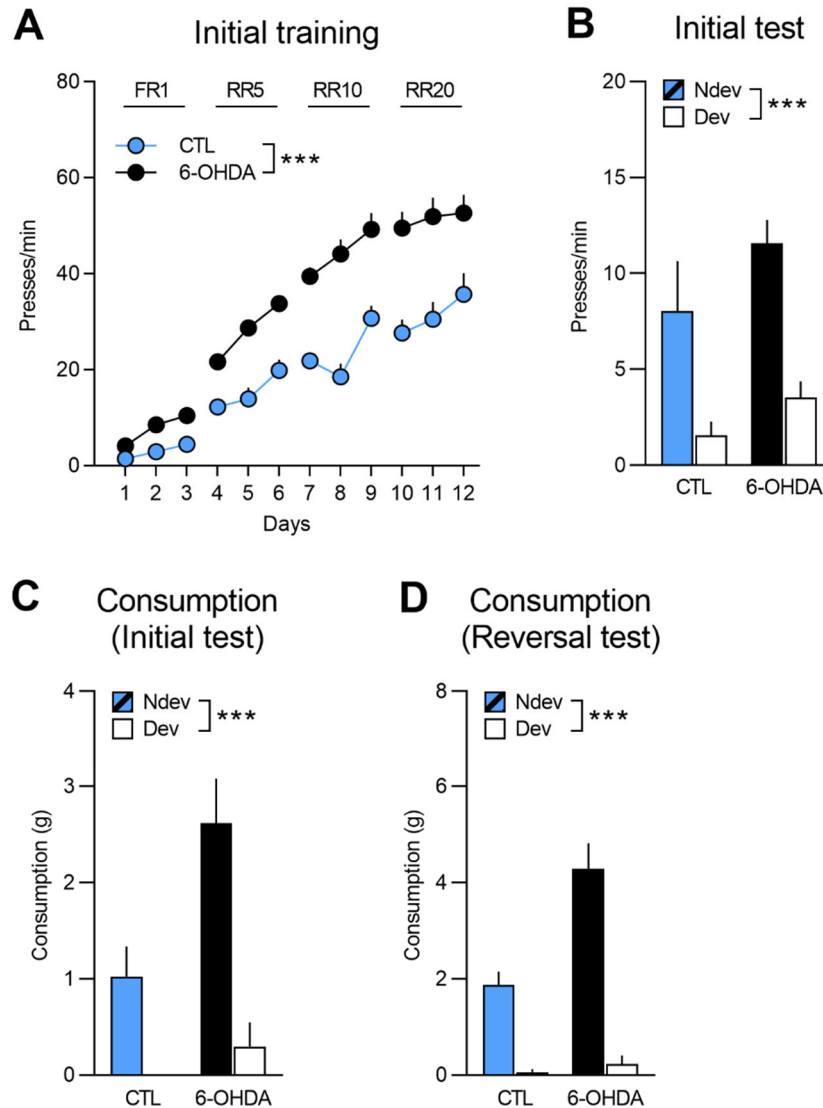 A
Initial training
80
60
40
20
0
Presses/min
FR1 RR5 RR10 RR20
CTL
6-OHDA
***
1 2 3 4 5 6 7 8 9 10 11 12
Days
B
Initial test
20
15
10
5
0
Presses/min
Ndev
Dev
***
CTL 6-OHDA
C
Consumption
(Initial test)
4
3
2
1
0
Consumption (g)
Ndev
Dev
***
CTL 6-OHDA
D
Consumption
(Reversal test)
8
6
4
2
0
Consumption (g)
Ndev
Dev
***
CTL 6-OHDA